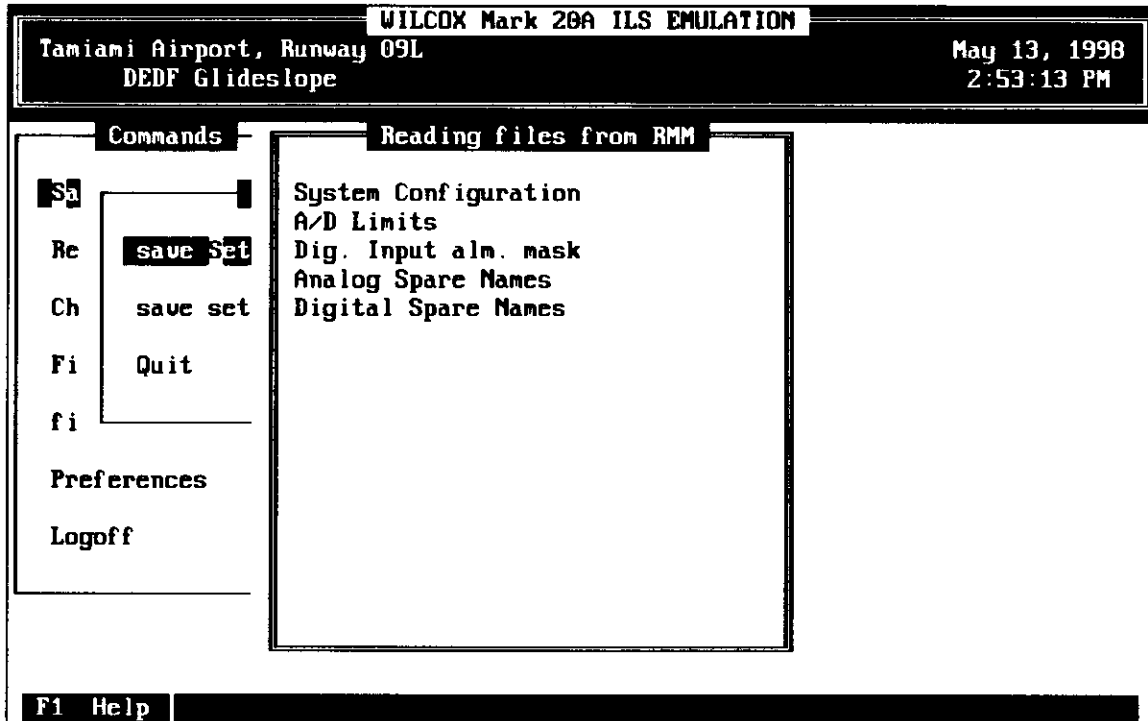 WILCOX Mark 20A ILS EMULATION
Tamiami Airport, Runway 09L May 13, 1998
DEDF Glideslope 2:53:13 PM
Commands
Reading files from RMM
Sa
Re
Ch
Fi
fi
Preferences
Logoff
save Set
save set
Quit
System Configuration
A/D Limits
Dig. Input alm. mask
Analog Spare Names
Digital Spare Names
F1 Help